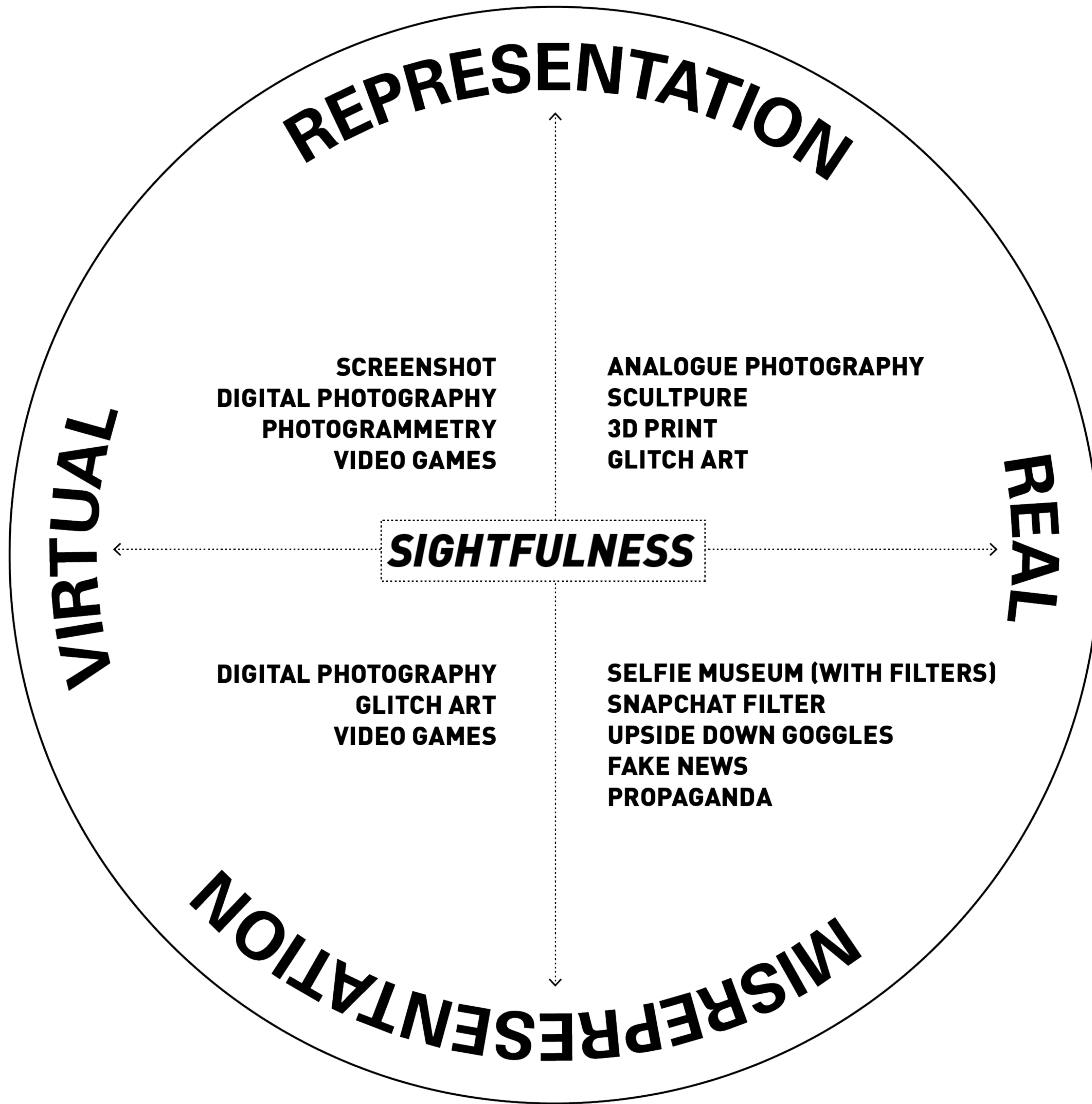 REPRESENTATION
SCREENSHOT
DIGITAL PHOTOGRAPHY
PHOTOGRAMMETRY
VIDEO GAMES
ANALOGUE PHOTOGRAPHY
SCULTPURE
3D PRINT
GLITCH ART
VIRTUAL
SIGHTFULNESS
REAL
DIGITAL PHOTOGRAPHY
GLITCH ART
VIDEO GAMES
SELFIE MUSEUM (WITH FILTERS)
SNAPCHAT FILTER
UPSIDE DOWN GOGGLES
FAKE NEWS
PROPAGANDA
MISREPRESENTATION